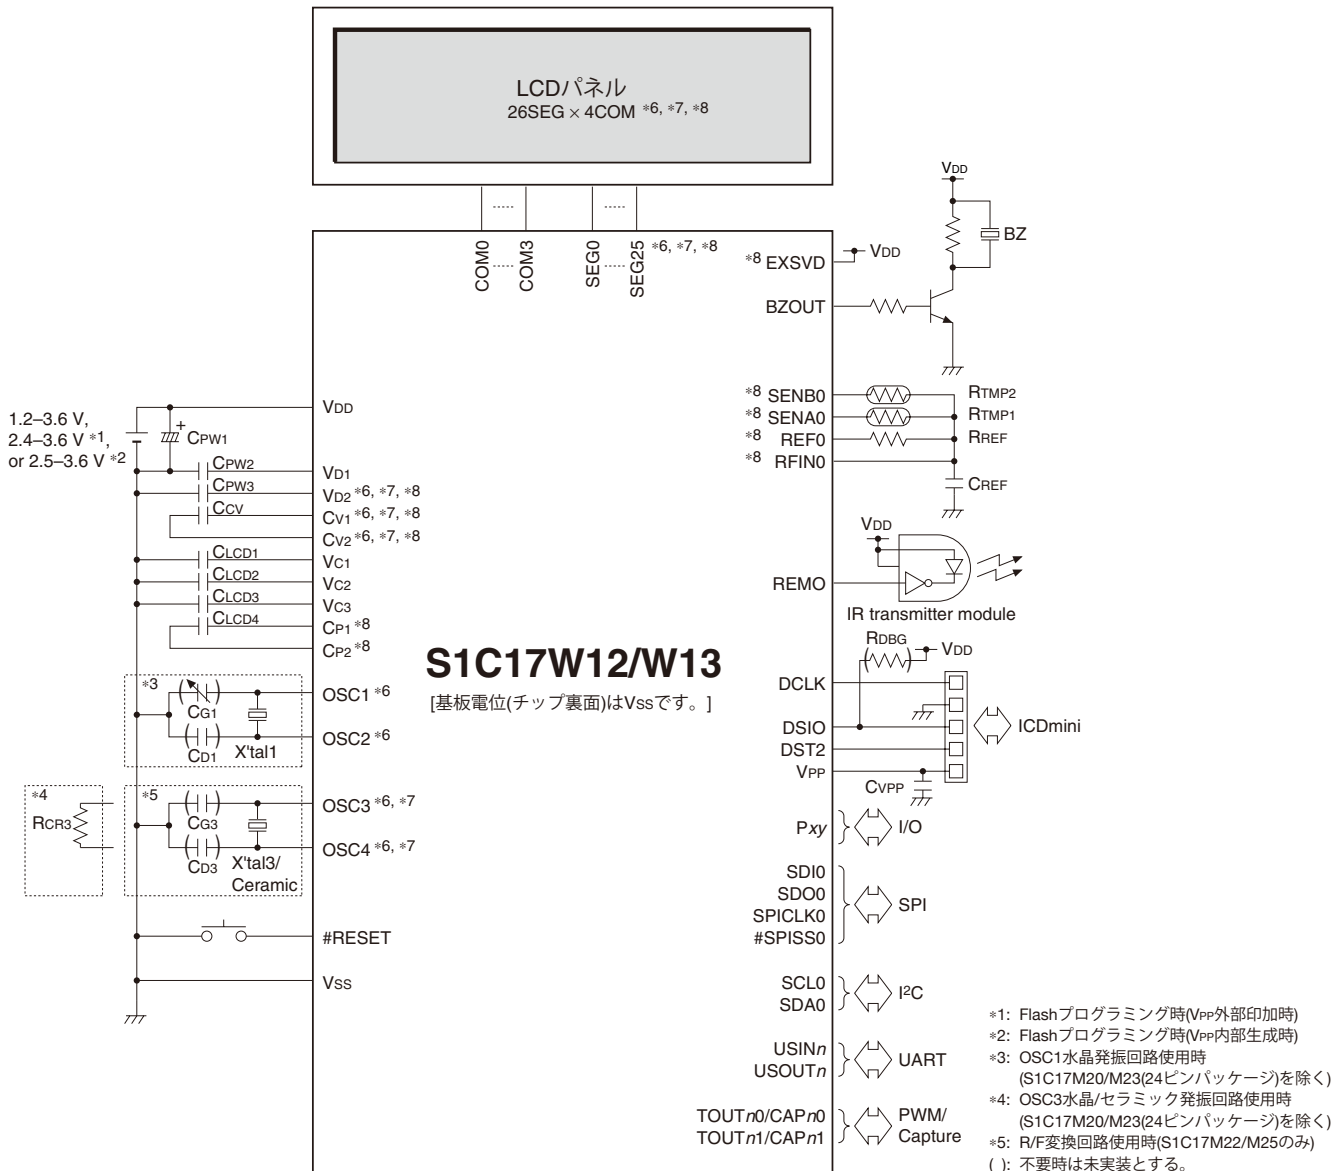 LCDパネル
26SEG × 4COM *6, *7, *8
COM0
COM3
SEG0
SEG25
*6, *7, *8
*8 EXSVD
VDD
VDD
BZ
BZOUT
*8 SENB0
RTMP2
*8 SENA0
RTMP1
*8 REF0
RREF
*8 RFIN0
CREF
1.2–3.6 V,
2.4–3.6 V *1,
or 2.5–3.6 V *2
+
CPW1
VDD
CPW2
VD1
CPW3
VD2 *6, *7, *8
CCV
CV1 *6, *7, *8
CV2 *6, *7, *8
CLCD1
VC1
CLCD2
VC2
CLCD3
VC3
CLCD4
CP1 *8
CP2 *8
VDD
REMO
IR transmitter module
S1C17W12/W13
[基板電位(チップ裏面)はVSSです。]
RDBG
VDD
DCLK
DSIO
DST2
VPP
CVPP
ICDmini
*3
CG1
CD1
X'tal1
OSC1 *6
OSC2 *6
*4
RCR3
*5
CG3
CD3
X'tal3/
Ceramic
OSC3 *6, *7
OSC4 *6, *7
#RESET
VSS
Pxy
I/O
SDI0
SDO0
SPICLK0
#SPISS0
SPI
SCL0
SDA0
I2C
USINn
USOUTn
UART
TOUTn0/CAPn0
TOUTn1/CAPn1
PWM/
Capture
*1: Flashプログラミング時(VPP外部印加時)
*2: Flashプログラミング時(VPP内部生成時)
*3: OSC1水晶発振回路使用時
(S1C17M20/M23(24ピンパッケージ)を除く)
*4: OSC3水晶/セラミック発振回路使用時
(S1C17M20/M23(24ピンパッケージ)を除く)
*5: R/F変換回路使用時(S1C17M22/M25のみ)
( ): 不要時は未実装とする。